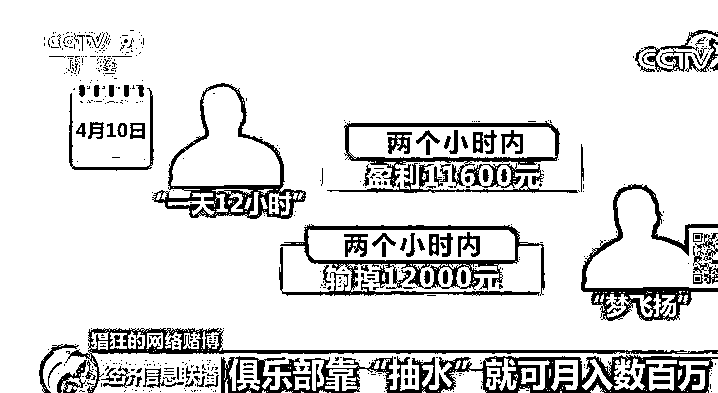 CCTV 2
财经
CCTV
4月10日
两个小时内
盈利11600元
“一天12小时”
两个小时内
输掉12000元
“梦飞扬”
猖狂的网络赌博
经济信息联播
俱乐部靠“抽水”就可月入数百万